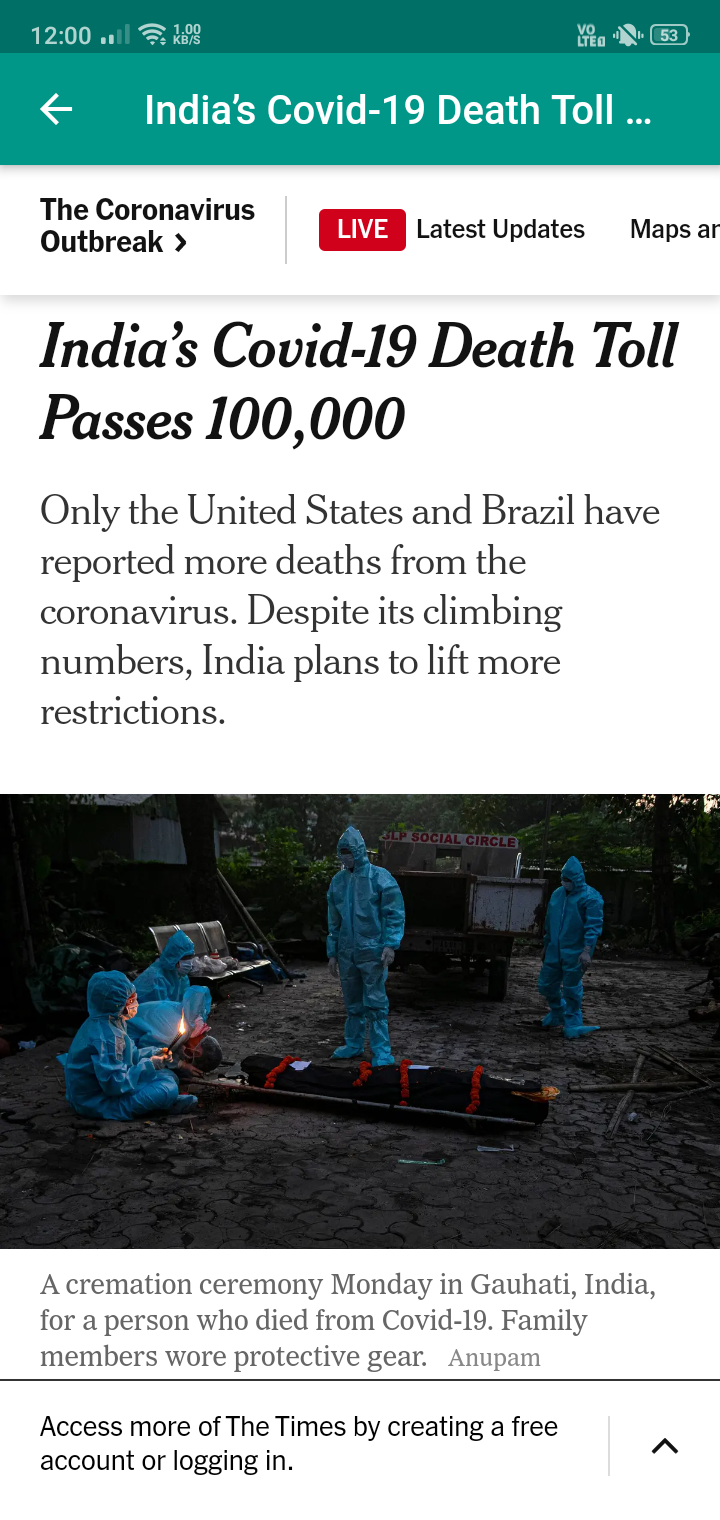 12:00
1.00
KB/S
VO
LTE
53
India’s Covid-19 Death Toll ...
The Coronavirus
Outbreak
LIVE Latest Updates Maps ar
India’s Covid-19 Death Toll
Passes 100,000
Only the United States and Brazil have
reported more deaths from the
coronavirus. Despite its climbing
numbers, India plans to lift more
restrictions.
SOCIAL CIRCLE
A cremation ceremony Monday in Gauhati, India,
for a person who died from Covid-19. Family
members wore protective gear. Anupam
Access more of The Times by creating a free
account or logging in.